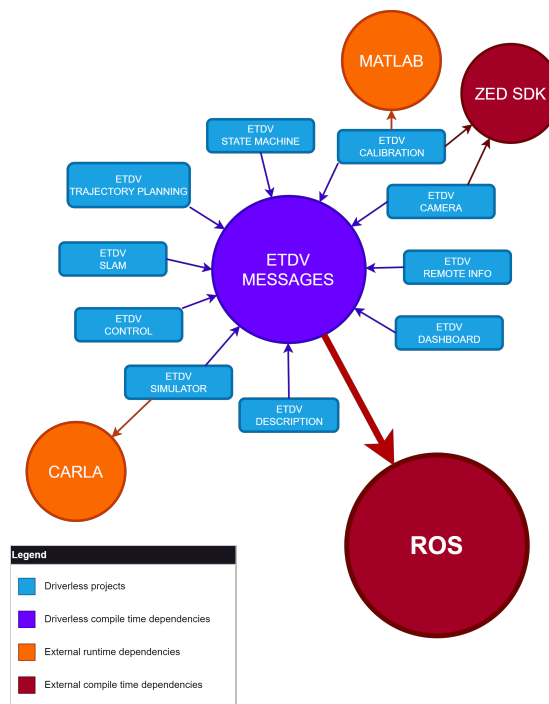 MATLAB
ZED SDK
ETDV
STATE MACHINE
ETDV
CALIBRATION
ETDV
TRAJECTORY PLANNING
ETDV
CAMERA
ETDV
SLAM
ETDV
MESSAGES
ETDV
REMOTE INFO
ETDV
CONTROL
ETDV
DASHBOARD
ETDV
SIMULATOR
ETDV
DESCRIPTION
CARLA
ROS
Legend
Driverless projects
Driverless compile time dependencies
External runtime dependencies
External compile time dependencies